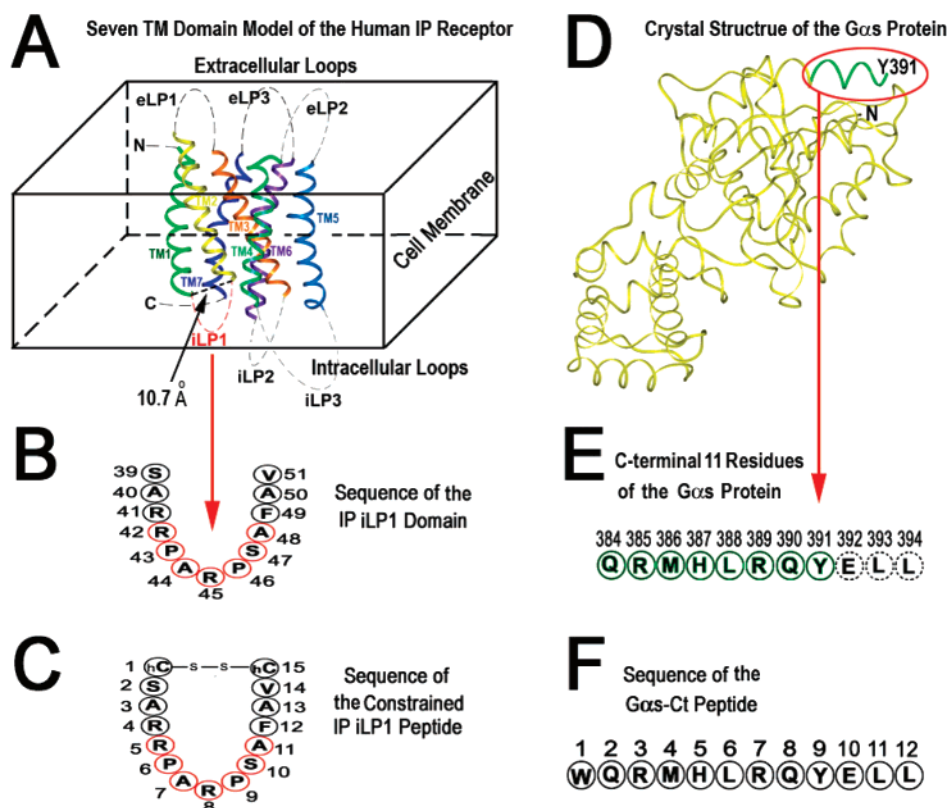 A
Seven TM Domain Model of the Human IP Receptor
Extracellular Loops
eLP1
eLP3
eLP2
N
TM2
TM3
TM5
TM1
TM4
TM6
TM7
C
iLP1
Cell Membrane
10.7 Å
iLP2
iLP3
Intracellular Loops
B
39 S
40 A
41 R
42 R
43 P
44 A
45 R
46 P
47 S
48 A
49 F
50 A
51 V
Sequence of the
IP iLP1 Domain
C
1 hC s s hC 15
2 S
3 A
4 R
5 R
6 P
7 A
8 R
9 P
10 S
11 A
12 F
13 A
14 V
Sequence of
the Constrained
IP iLP1 Peptide
D
Crystal Structrue of the Gαs Protein
Y391
N
E
C-terminal 11 Residues
of the Gαs Protein
384 385 386 387 388 389 390 391 392 393 394
Q R M H L R Q Y E L L
F
Sequence of the
Gαs-Ct Peptide
1 2 3 4 5 6 7 8 9 10 11 12
W Q R M H L R Q Y E L L